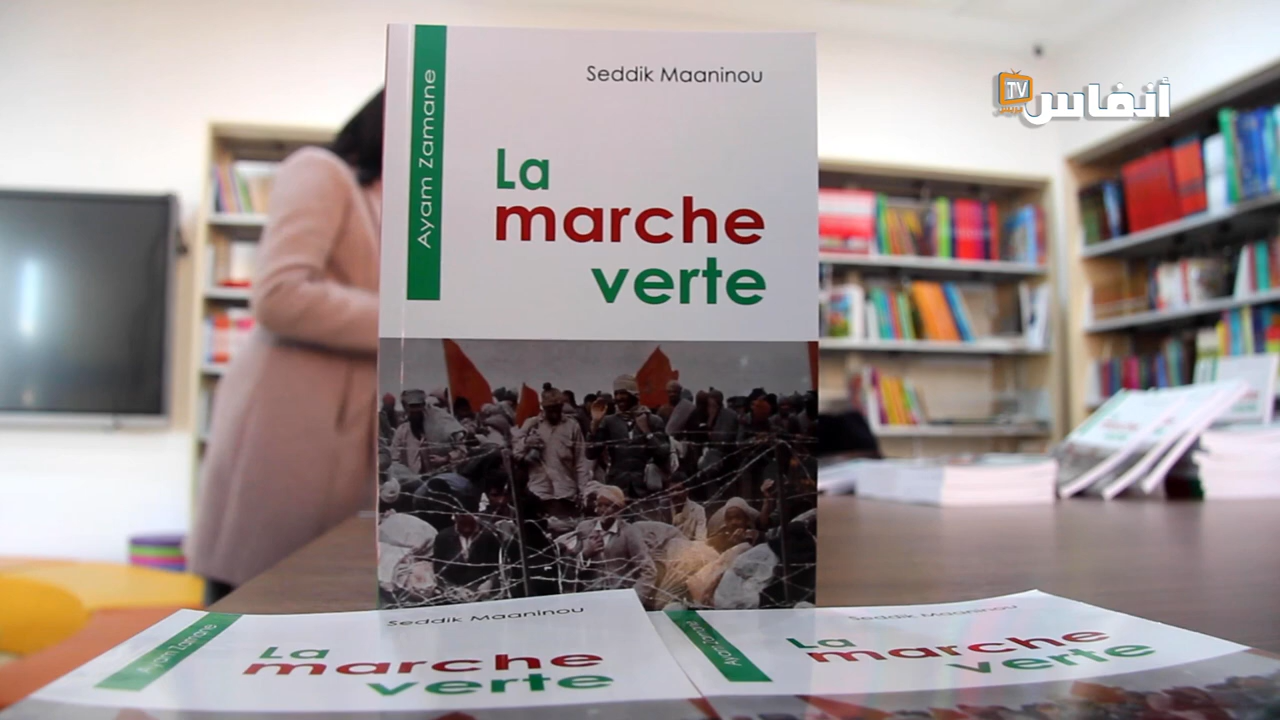 Seddik Maaninou
Ayam Zamane
La
marche
verte
TV
أنفاس
Seddik Maaninou
Ayam Zamane
La
marche
verte
Seddik Maaninou
Ayam Zamane
La
marche
verte